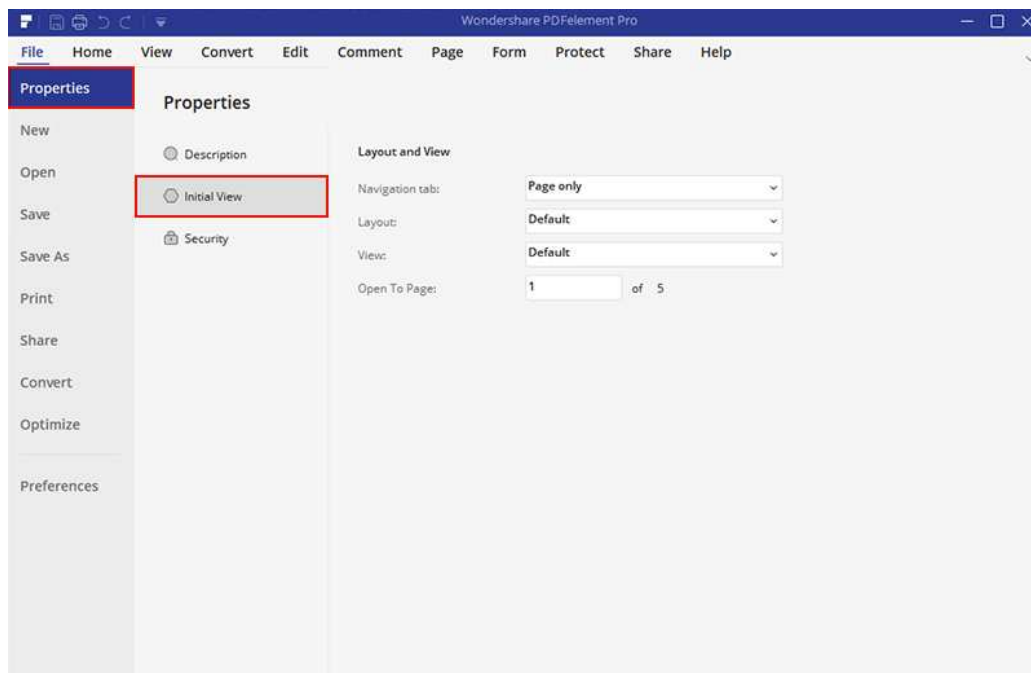 Wondershare PDFelement Pro
File Home View Convert Edit Comment Page Form Protect Share Help
Properties
New
Open
Save
Save As
Print
Share
Convert
Optimize
Preferences
Properties
Description
Initial View
Security
Layout and View
Navigation tab: Page only
Layout: Default
View: Default
Open To Page: 1 of 5